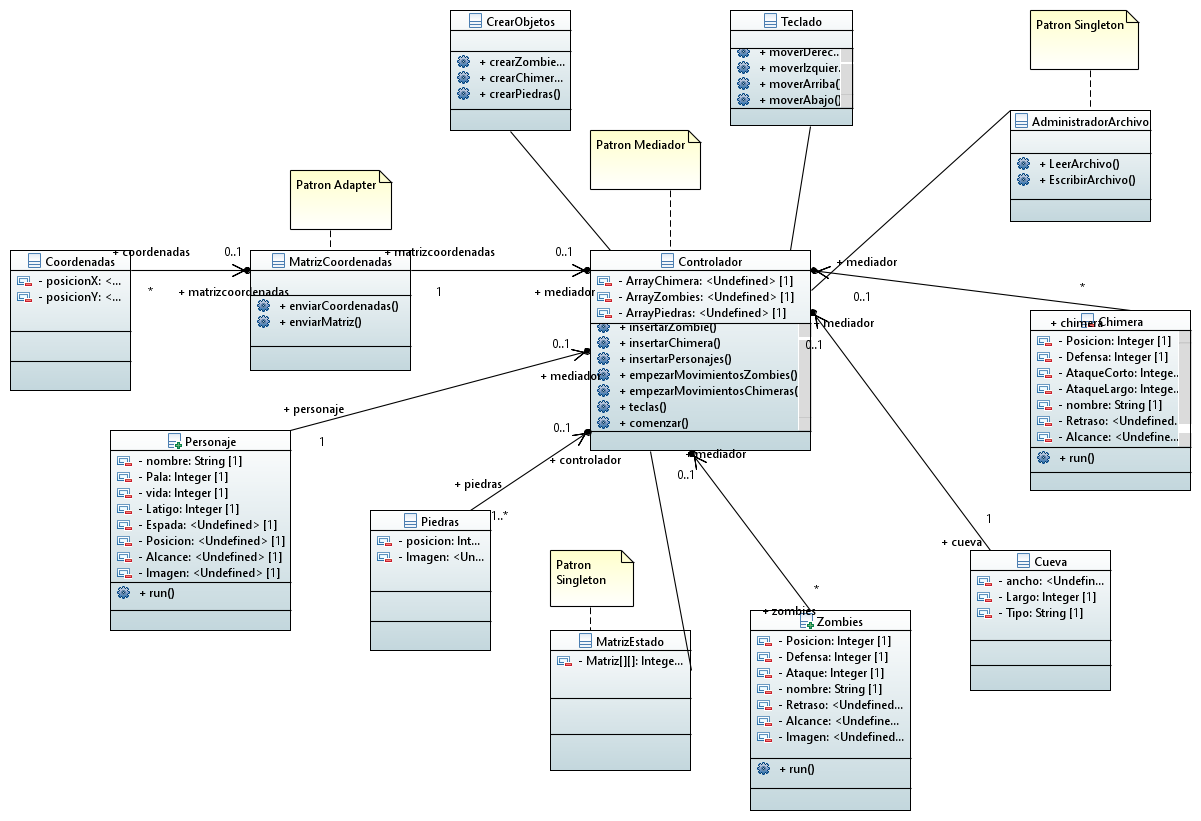 CrearObjetos
+ crearZombie...
+ crearChimer...
+ crearPiedras()
Teclado
+ moverDerec...
+ moverIzquier...
+ moverArriba()
+ moverAbajo()
Patron Singleton
AdministradorArchivo
+ LeerArchivo()
+ EscribirArchivo()
Patron Mediador
Patron Adapter
Coordenadas
- posicionX: <...
- posicionY: <...
+ coordenadas
0..1
*
+ matrizcoordenadas
MatrizCoordenadas
+ enviarCoordenadas()
+ enviarMatriz()
+ matrizcoordenadas
0..1
1
+ mediador
Controlador
- ArrayChimera: <Undefined> [1]
- ArrayZombies: <Undefined> [1]
- ArrayPiedras: <Undefined> [1]
+ insertarZombie()
+ insertarChimera()
+ insertarPersonajes()
+ empezarMovimientosZombies()
+ empezarMovimientosChimeras(
+ teclas()
+ comenzar()
+ mediador
0..1
*
+ chimera
Chimera
- Posicion: Integer [1]
- Defensa: Integer [1]
- AtaqueCorto: Intege...
- AtaqueLargo: Intege...
- nombre: String [1]
- Retraso: <Undefined...
- Alcance: <Undefine...
+ run()
+ mediador
0..1
1
+ cueva
Cueva
- ancho: <Undefin...
- Largo: Integer [1]
- Tipo: String [1]
0..1
+ mediador
+ personaje
1
Personaje
- nombre: String [1]
- Pala: Integer [1]
- vida: Integer [1]
- Latigo: Integer [1]
- Espada: <Undefined> [1]
- Posicion: <Undefined> [1]
- Alcance: <Undefined> [1]
- Imagen: <Undefined> [1]
+ run()
0..1
+ controlador
+ piedras
1..*
Piedras
- posicion: Int...
- Imagen: <Un...
+ mediador
0..1
*
+ zombies
Zombies
- Posicion: Integer [1]
- Defensa: Integer [1]
- Ataque: Integer [1]
- nombre: String [1]
- Retraso: <Undefined...
- Alcance: <Undefine...
- Imagen: <Undefined...
+ run()
Patron
Singleton
MatrizEstado
- Matriz[][]: Intege...